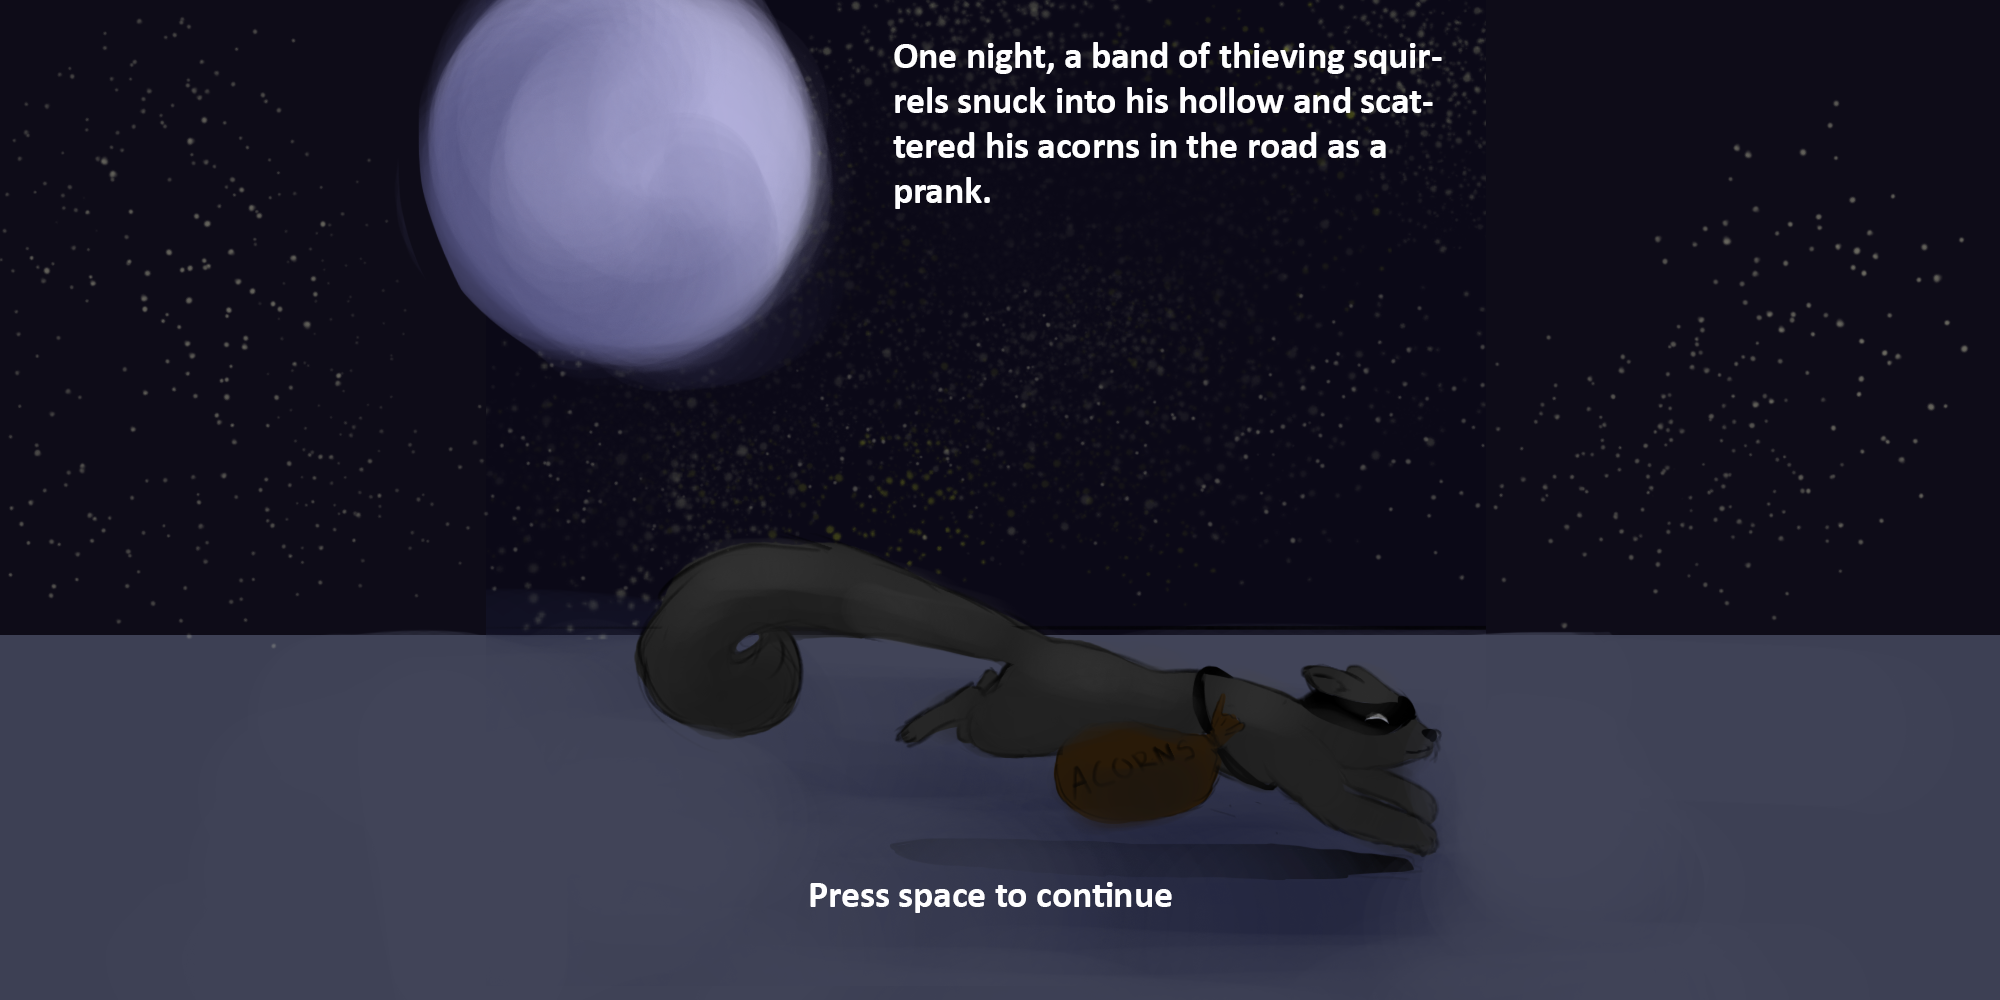 One night, a band of thieving squir-
rels snuck into his hollow and scat-
tered his acorns in the road as a
prank.
ACORNS
Press space to continue